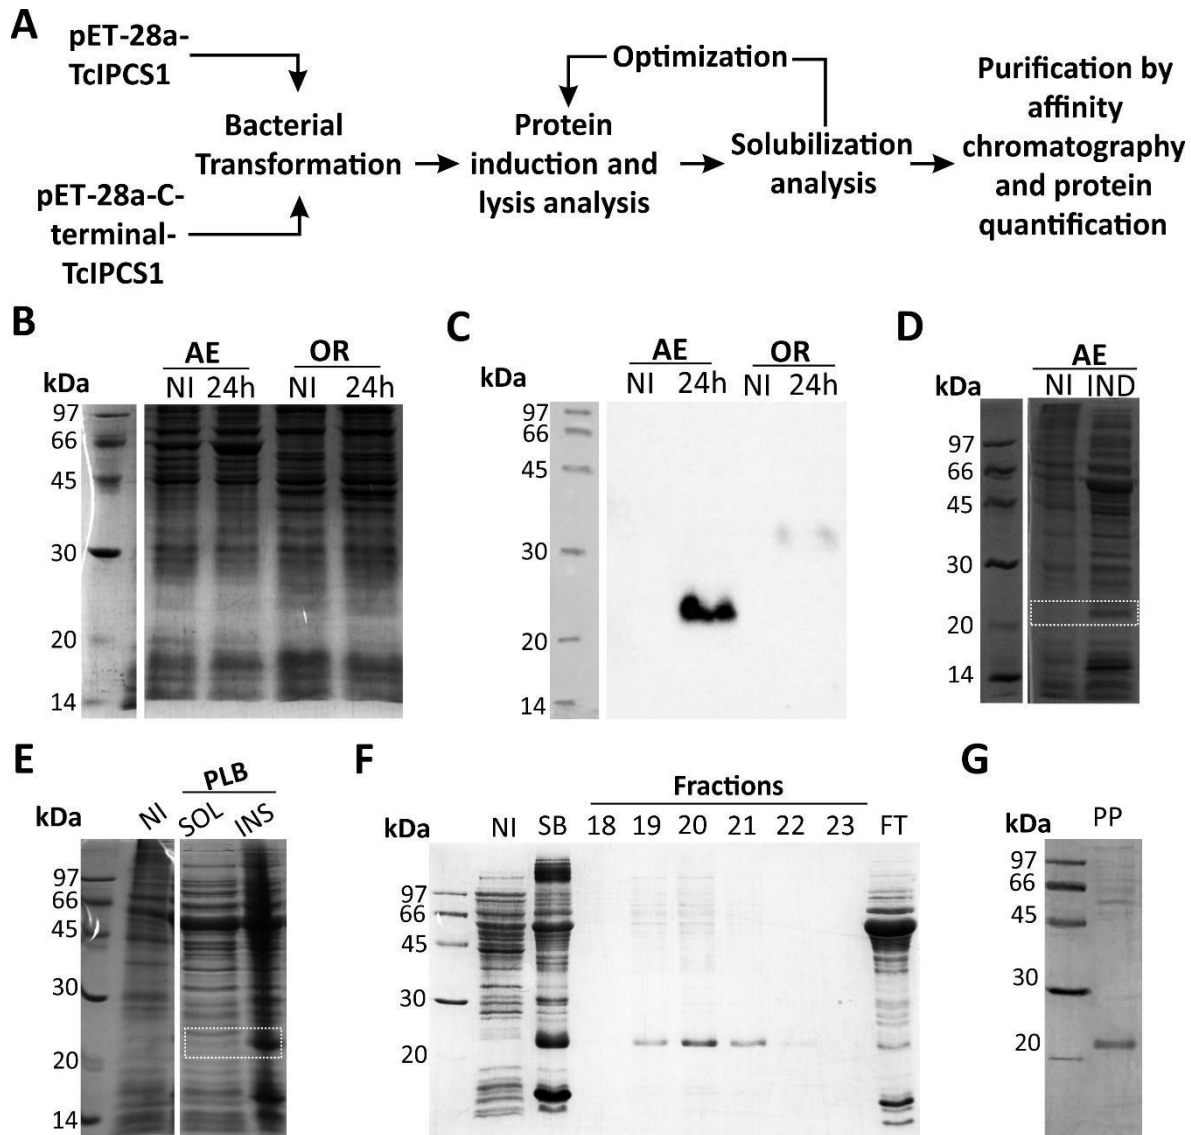 A
pET-28a-
TcIPCS1
pET-28a-C-
terminal-
TcIPCS1
Bacterial
Transformation
Protein
induction and
lysis analysis
Optimization
Solubilization
analysis
Purification by
affinity
chromatography
and protein
quantification
B
AE OR
kDa NI 24h NI 24h
97
66
45
30
20
14
C
AE OR
kDa NI 24h NI 24h
97
66
45
30
20
14
D
AE
kDa NI IND
97
66
45
30
20
14
E
PLB
kDa NI SOL INS
97
66
45
30
20
14
F
Fractions
kDa NI SB 18 19 20 21 22 23 FT
97
66
45
30
20
G
kDa PP
97
66
45
30
20